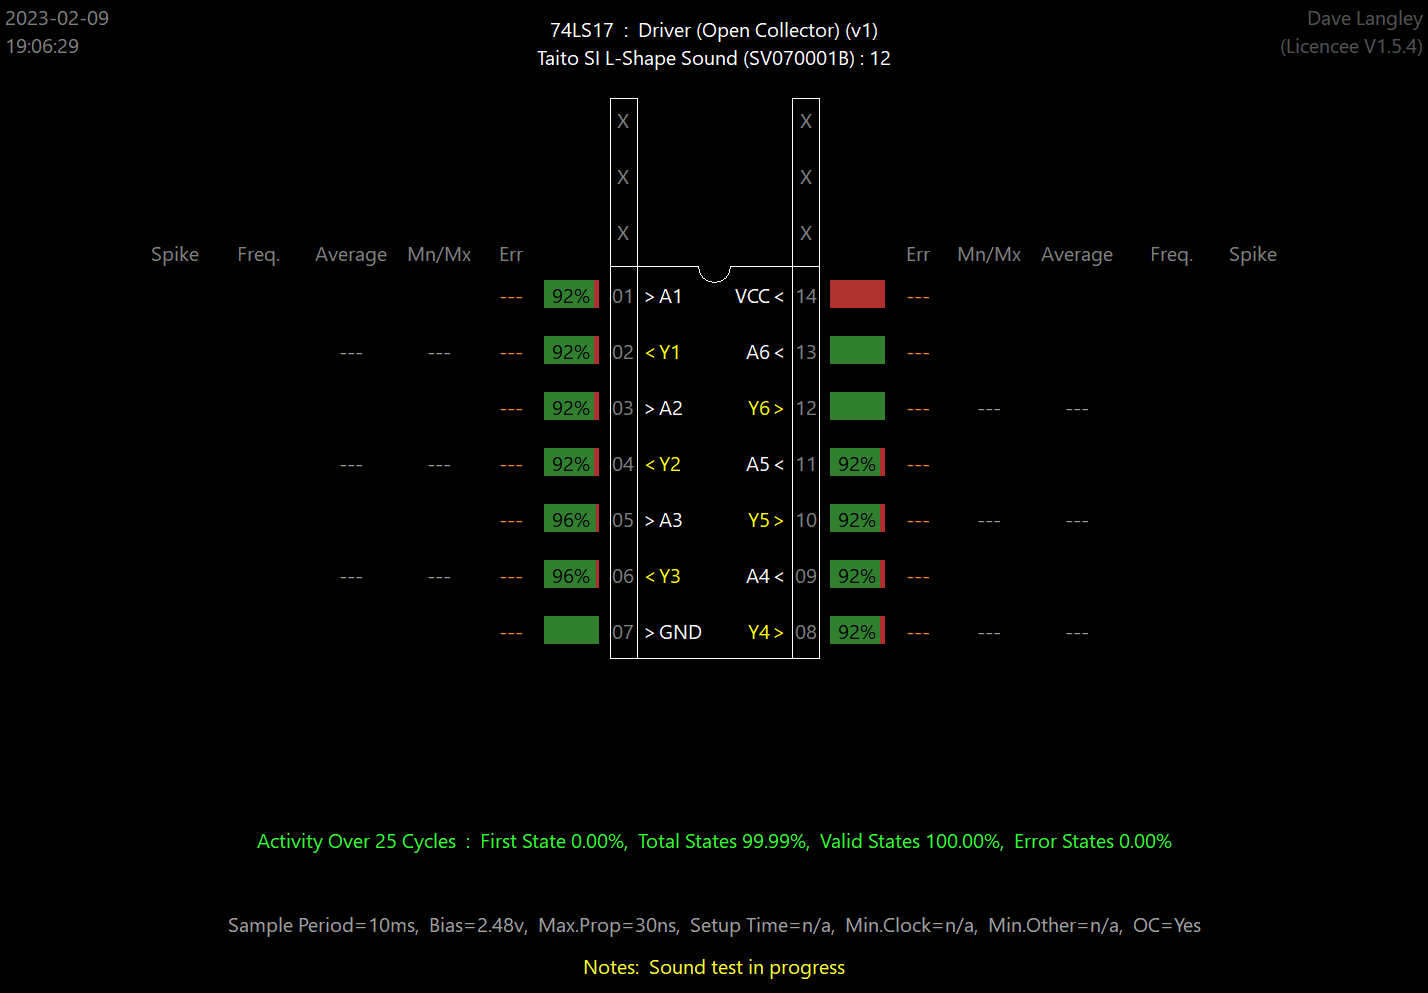 2023-02-09
19:06:29
74LS17 : Driver (Open Collector) (v1)
Taito SI L-Shape Sound (SV070001B) : 12
Dave Langley
(Licencee V1.5.4)
X X
X X
X X
Spike Freq. Average Mn/Mx Err Err Mn/Mx Average Freq. Spike
--- 92% 01 > A1 VCC < 14 ---
--- --- --- 92% 02 < Y1 A6 < 13 ---
--- 92% 03 > A2 Y6 > 12 --- --- ---
--- --- --- 92% 04 < Y2 A5 < 11 92% ---
--- 96% 05 > A3 Y5 > 10 92% --- --- ---
--- --- --- 96% 06 < Y3 A4 < 09 92% ---
--- 07 > GND Y4 > 08 92% --- --- ---
Activity Over 25 Cycles : First State 0.00%, Total States 99.99%, Valid States 100.00%, Error States 0.00%
Sample Period=10ms, Bias=2.48v, Max.Prop=30ns, Setup Time=n/a, Min.Clock=n/a, Min.Other=n/a, OC=Yes
Notes: Sound test in progress